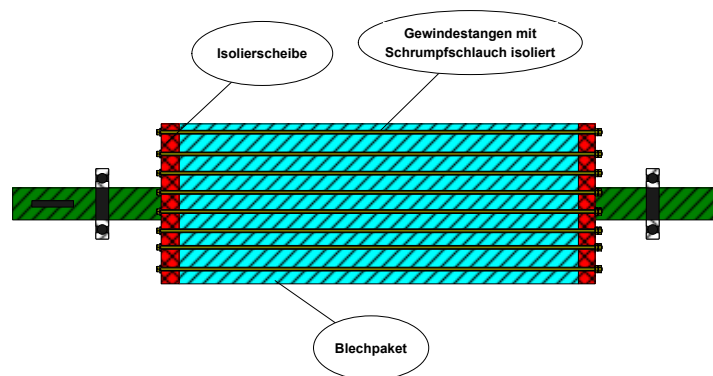 Gewindestangen mit
Schrumpfschlauch isoliert
Isolierscheibe
Blechpaket